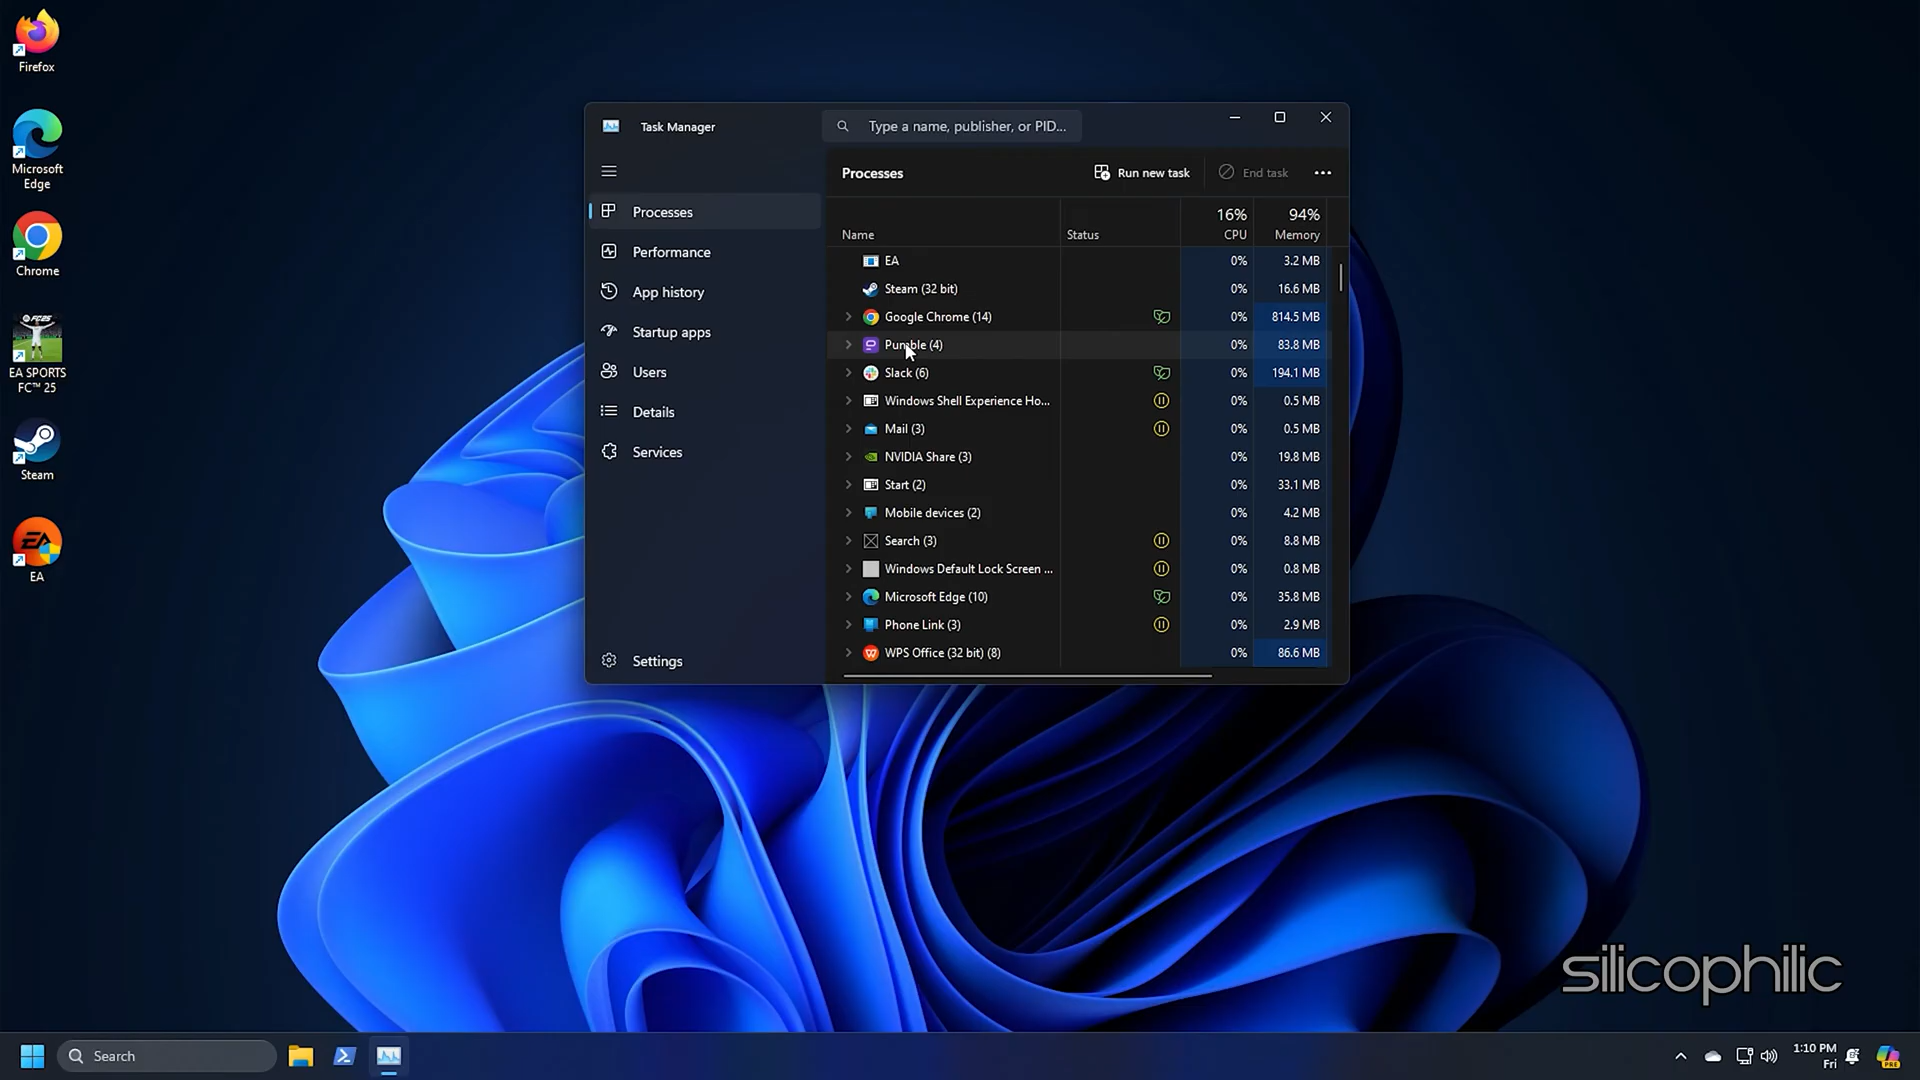 Firefox
Microsoft
Edge
Chrome
FC25
EA SPORTS
FC™ 25
Steam
EA
Task Manager
Type a name, publisher, or PID...
Processes
Performance
App history
Startup apps
Users
Details
Services
Settings
Processes
Run new task
End task
16%
94%
Name
Status
CPU
Memory
EA 0% 3.2 MB
Steam (32 bit) 0% 16.6 MB
Google Chrome (14) 0% 814.5 MB
Pumble (4) 0% 83.8 MB
Slack (6) 0% 194.1 MB
Windows Shell Experience Ho... 0% 0.5 MB
Mail (3) 0% 0.5 MB
NVIDIA Share (3) 0% 19.8 MB
Start (2) 0% 33.1 MB
Mobile devices (2) 0% 4.2 MB
Search (3) 0% 8.8 MB
Windows Default Lock Screen ... 0% 0.8 MB
Microsoft Edge (10) 0% 35.8 MB
Phone Link (3) 0% 2.9 MB
WPS Office (32 bit) (8) 0% 86.6 MB
silicophilic
Search
1:10 PM
Fri
PRE